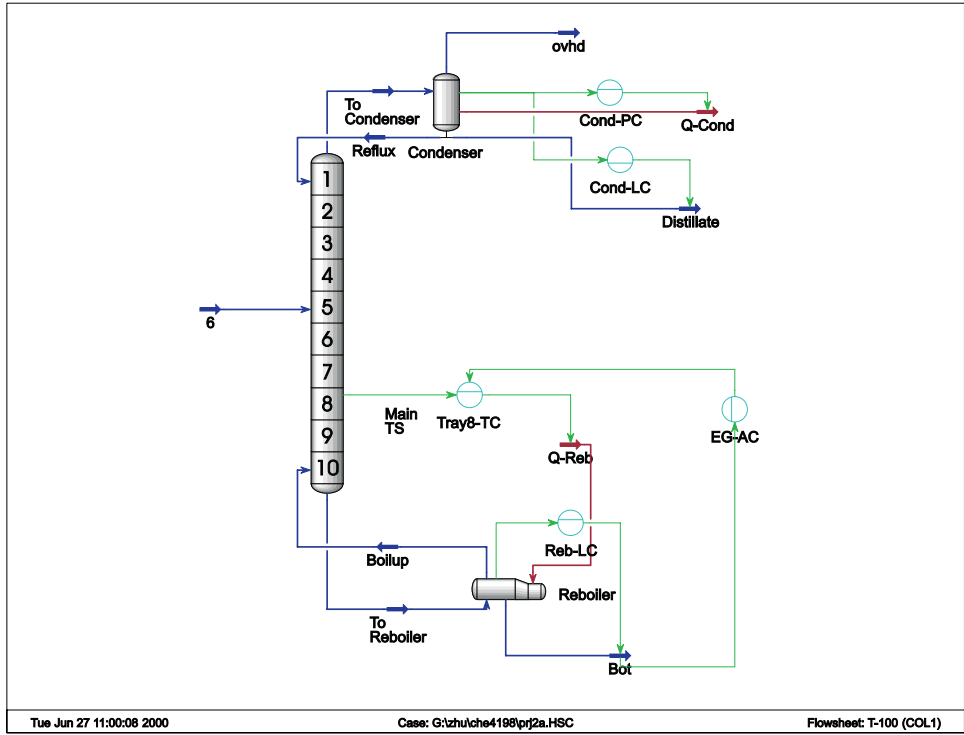 ovhd
To
Condenser
Cond-PC
Q-Cond
Reflux
Condenser
Cond-LC
Distillate
1
2
3
4
5
6
7
8
9
10
6
Main
TS
Tray8-TC
EG-AC
Q-Reb
Reb-LC
Boilup
Reboiler
To
Reboiler
Bot
Tue Jun 27 11:00:08 2000
Case: G:\zhu\che4198\prj2a.HSC
Flowsheet: T-100 (COL1)